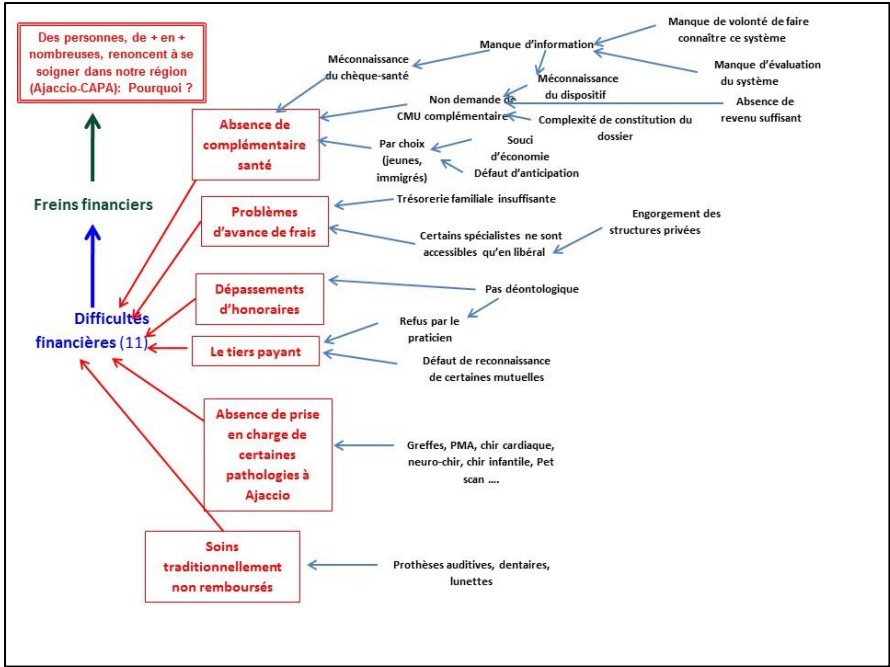 Des personnes, de + en +
nombreuses, renoncent à se
soigner dans notre région
(Ajaccio-CAPA): Pourquoi ?
Freins financiers
Difficultés
financières (11)
Absence de
complémentaire
santé
Méconnaissance
du chèque-santé
Manque d'information
Manque de volonté de faire
connaître ce système
Manque d'évaluation
du système
Méconnaissance
du dispositif
Non demande de
CMU complémentaire
Absence de
revenu suffisant
Complexité de constitution du
dossier
Par choix
(jeunes,
immigrés)
Souci
d'économie
Défaut d'anticipation
Problèmes
d'avance de frais
Trésorerie familiale insuffisante
Certains spécialistes ne sont
accessibles qu'en libéral
Engorgement des
structures privées
Dépassements
d'honoraires
Pas déontologique
Le tiers payant
Refus par le
praticien
Défaut de reconnaissance
de certaines mutuelles
Absence de prise
en charge de
certaines
pathologies à
Ajaccio
Greffes, PMA, chir cardiaque,
neuro-chir, chir infantile, Pet
scan ....
Soins
traditionnellement
non remboursés
Prothèses auditives, dentaires,
lunettes